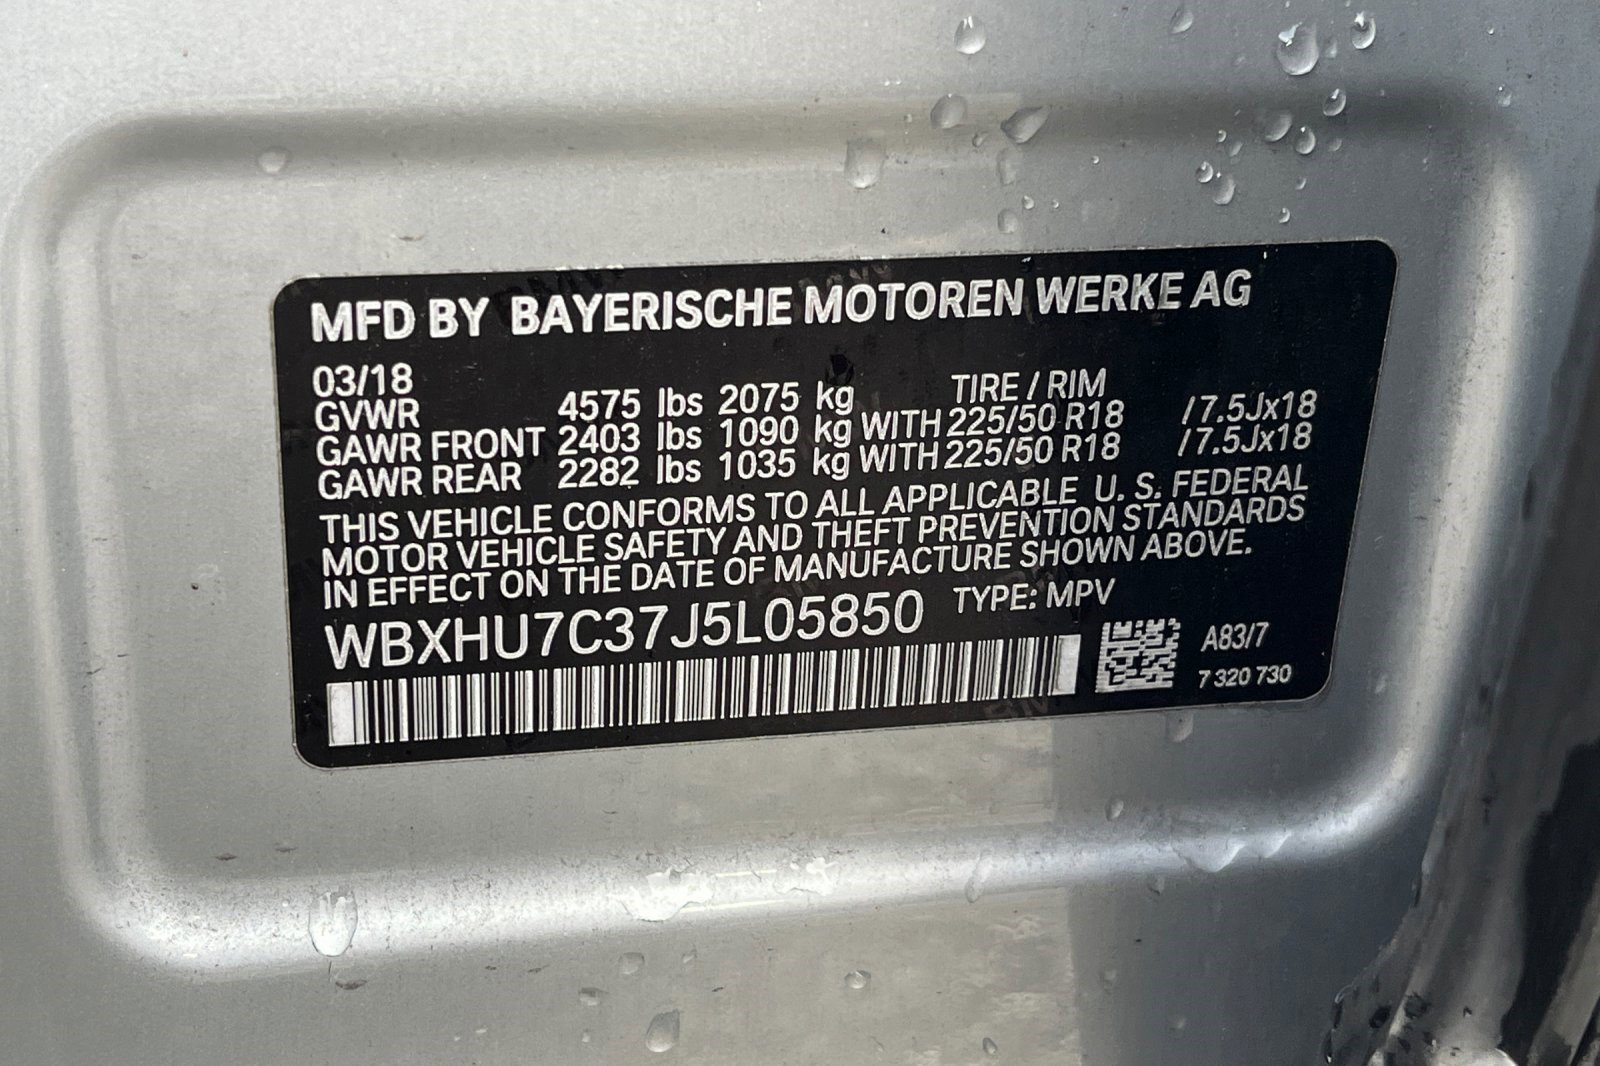 MFD BY BAYERISCHE MOTOREN WERKE AG
03/18 TIRE / RIM
GVWR 4575 lbs 2075 kg
GAWR FRONT 2403 lbs 1090 kg WITH 225/50 R18 /7.5Jx18
GAWR REAR 2282 lbs 1035 kg WITH 225/50 R18 /7.5Jx18
THIS VEHICLE CONFORMS TO ALL APPLICABLE U. S. FEDERAL
MOTOR VEHICLE SAFETY AND THEFT PREVENTION STANDARDS
IN EFFECT ON THE DATE OF MANUFACTURE SHOWN ABOVE.
WBXHU7C37J5L05850 TYPE: MPV
A83/7
7 320 730